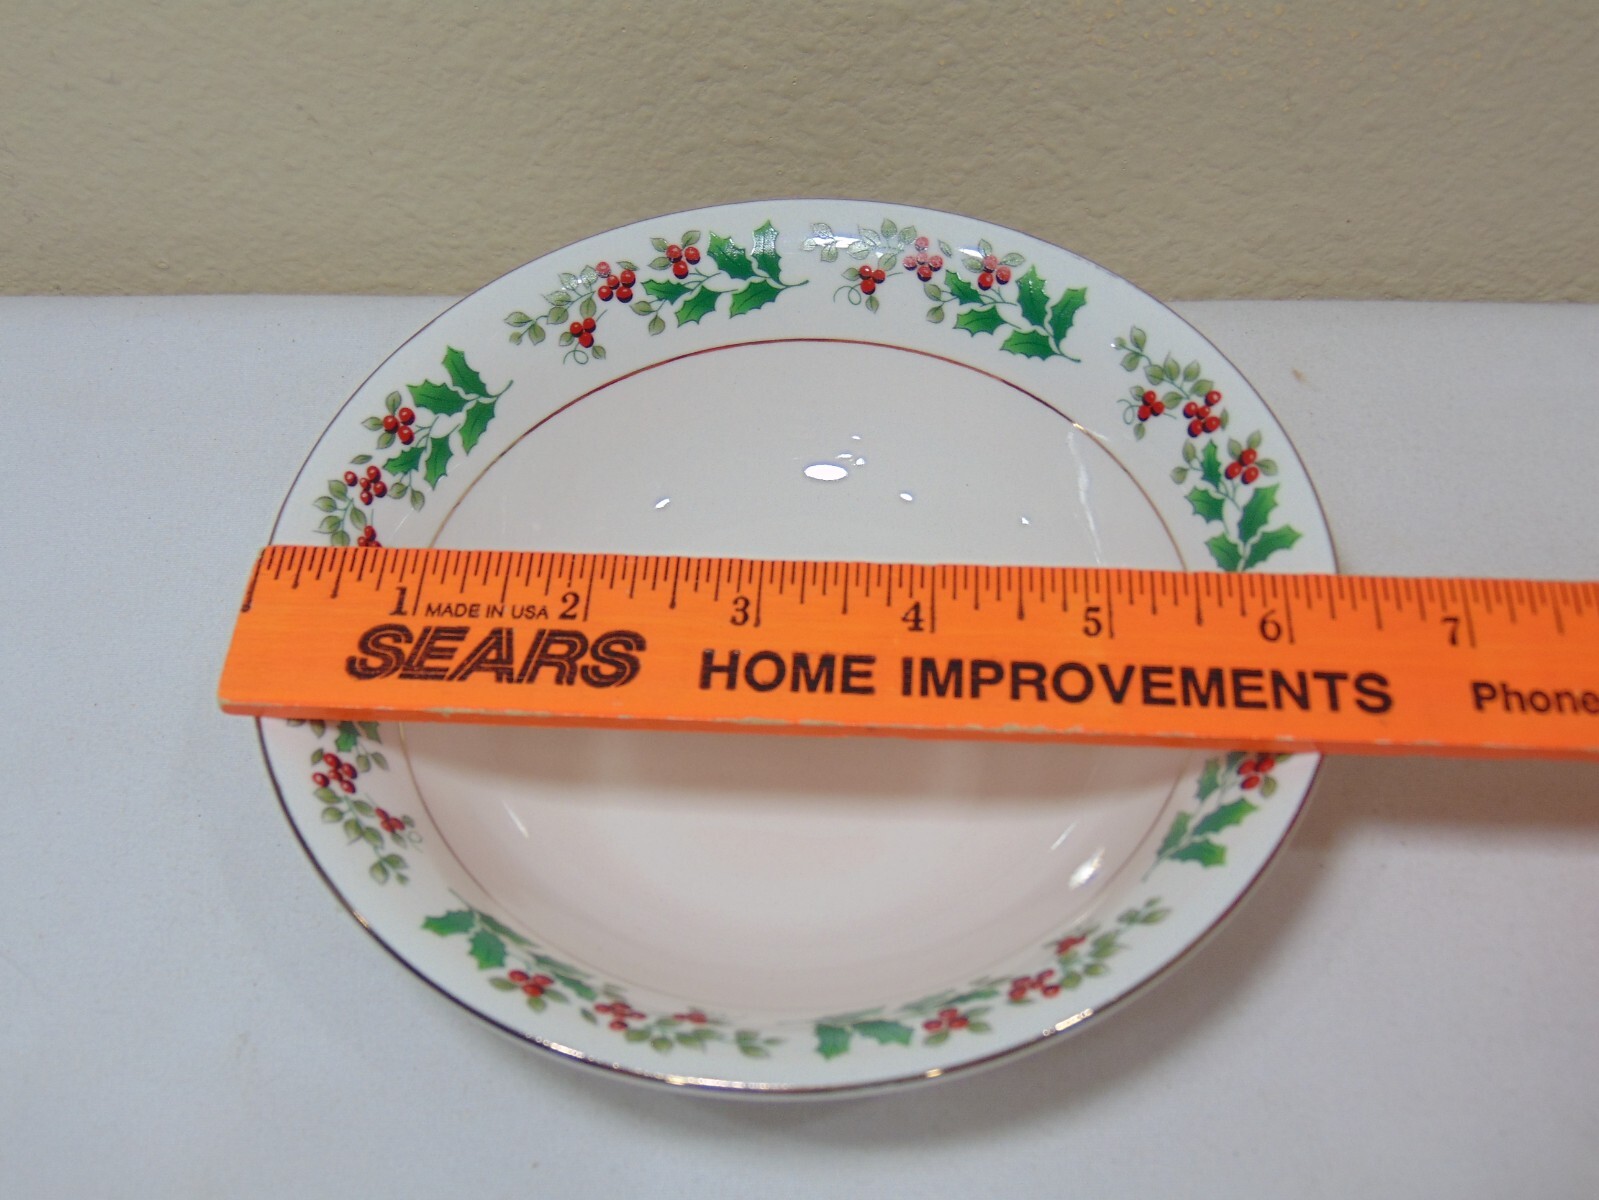 1 MADE IN USA 2 3 4 5 6 7
SEARS HOME IMPROVEMENTS Phone